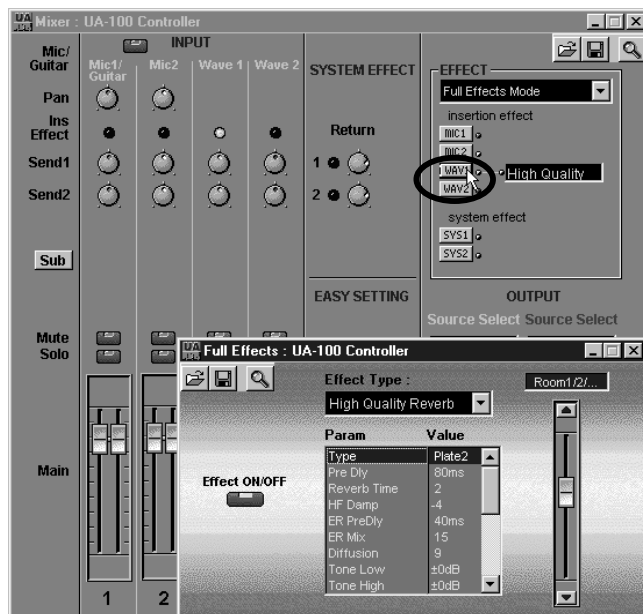 UA Mixer : UA-100 Controller
INPUT
Mic/
Guitar
Mic1/
Guitar
Mic2
Wave 1
Wave 2
SYSTEM EFFECT
EFFECT
Full Effects Mode
Pan
insertion effect
Ins
Effect
Return
MIC1
MIC2
Send1
1
WAV1
High Quality
WAV2
Send2
2
system effect
SYS1
SYS2
Sub
EASY SETTING
OUTPUT
Source Select
Source Select
Mute
Solo
Main
1
2
UA Full Effects : UA-100 Controller
Effect Type :
High Quality Reverb
Room1/2/...
Param Value
Type Plate2
Pre Dly 80ms
Reverb Time 2
HF Damp -4
ER PreDly 40ms
ER Mix 15
Diffusion 9
Tone Low ±0dB
Tone High ±0dB
Effect ON/OFF